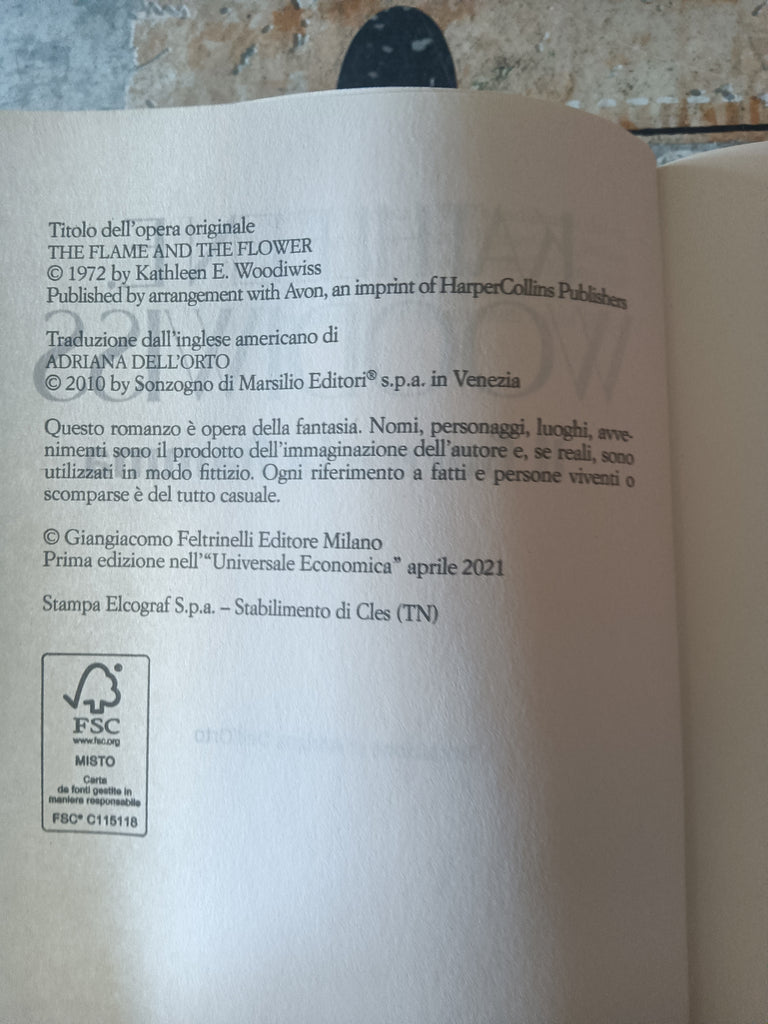 Titolo dell'opera originale
THE FLAME AND THE FLOWER
© 1972 by Kathleen E. Woodiwiss
Published by arrangement with Avon, an imprint of HarperCollins Publishers
Traduzione dall'inglese americano di
ADRIANA DELL'ORTO
© 2010 by Sonzogno di Marsilio Editori® s.p.a. in Venezia
Questo romanzo è opera della fantasia. Nomi, personaggi, luoghi, avve-
nimenti sono il prodotto dell'immaginazione dell'autore e, se reali, sono
utilizzati in modo fittizio. Ogni riferimento a fatti e persone viventi o
scomparse è del tutto casuale.
© Giangiacomo Feltrinelli Editore Milano
Prima edizione nell'“Universale Economica” aprile 2021
Stampa Elcograf S.p.a. – Stabilimento di Cles (TN)
FSC
www.fsc.org
MISTO
Carta
da fonti gestite in
maniera responsabile
FSC® C115118